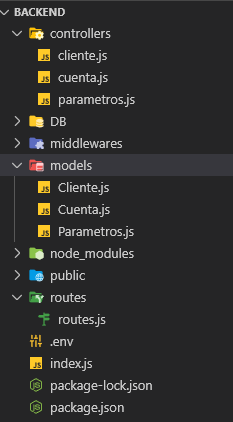 BACKEND
controllers
cliente.js
cuenta.js
parametros.js
DB
middlewares
models
Cliente.js
Cuenta.js
Parametros.js
node_modules
public
routes
routes.js
.env
index.js
package-lock.json
package.json